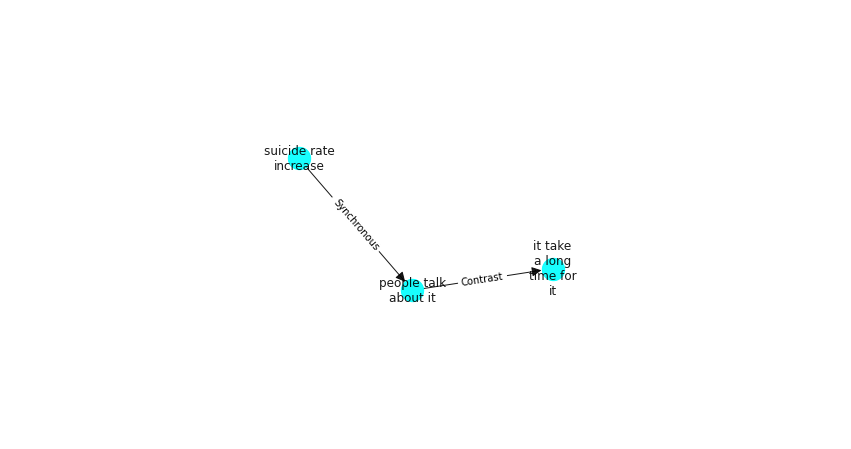 suicide rate
increase
Synchronous
people talk
about it
Contrast
it take
a long
time for
it